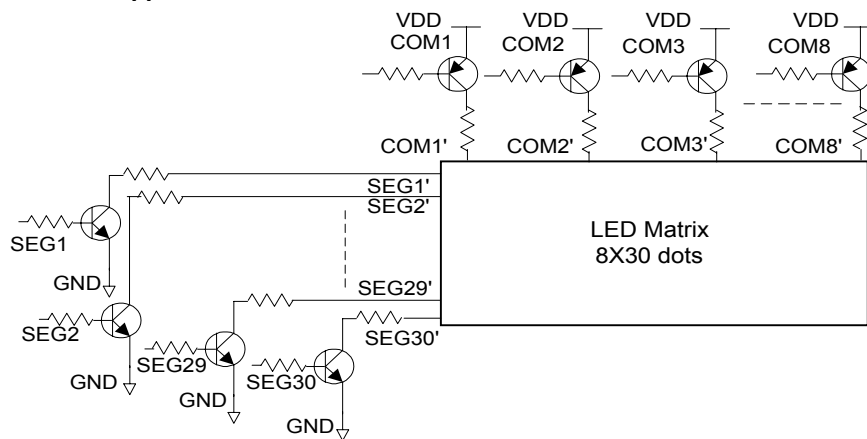 VDD VDD VDD VDD
COM1 COM2 COM3 COM8
COM1' COM2' COM3' COM8'
SEG1'
SEG2'
LED Matrix
8X30 dots
SEG1
GND
SEG29'
SEG2
SEG30'
SEG29
SEG30
GND
GND
GND